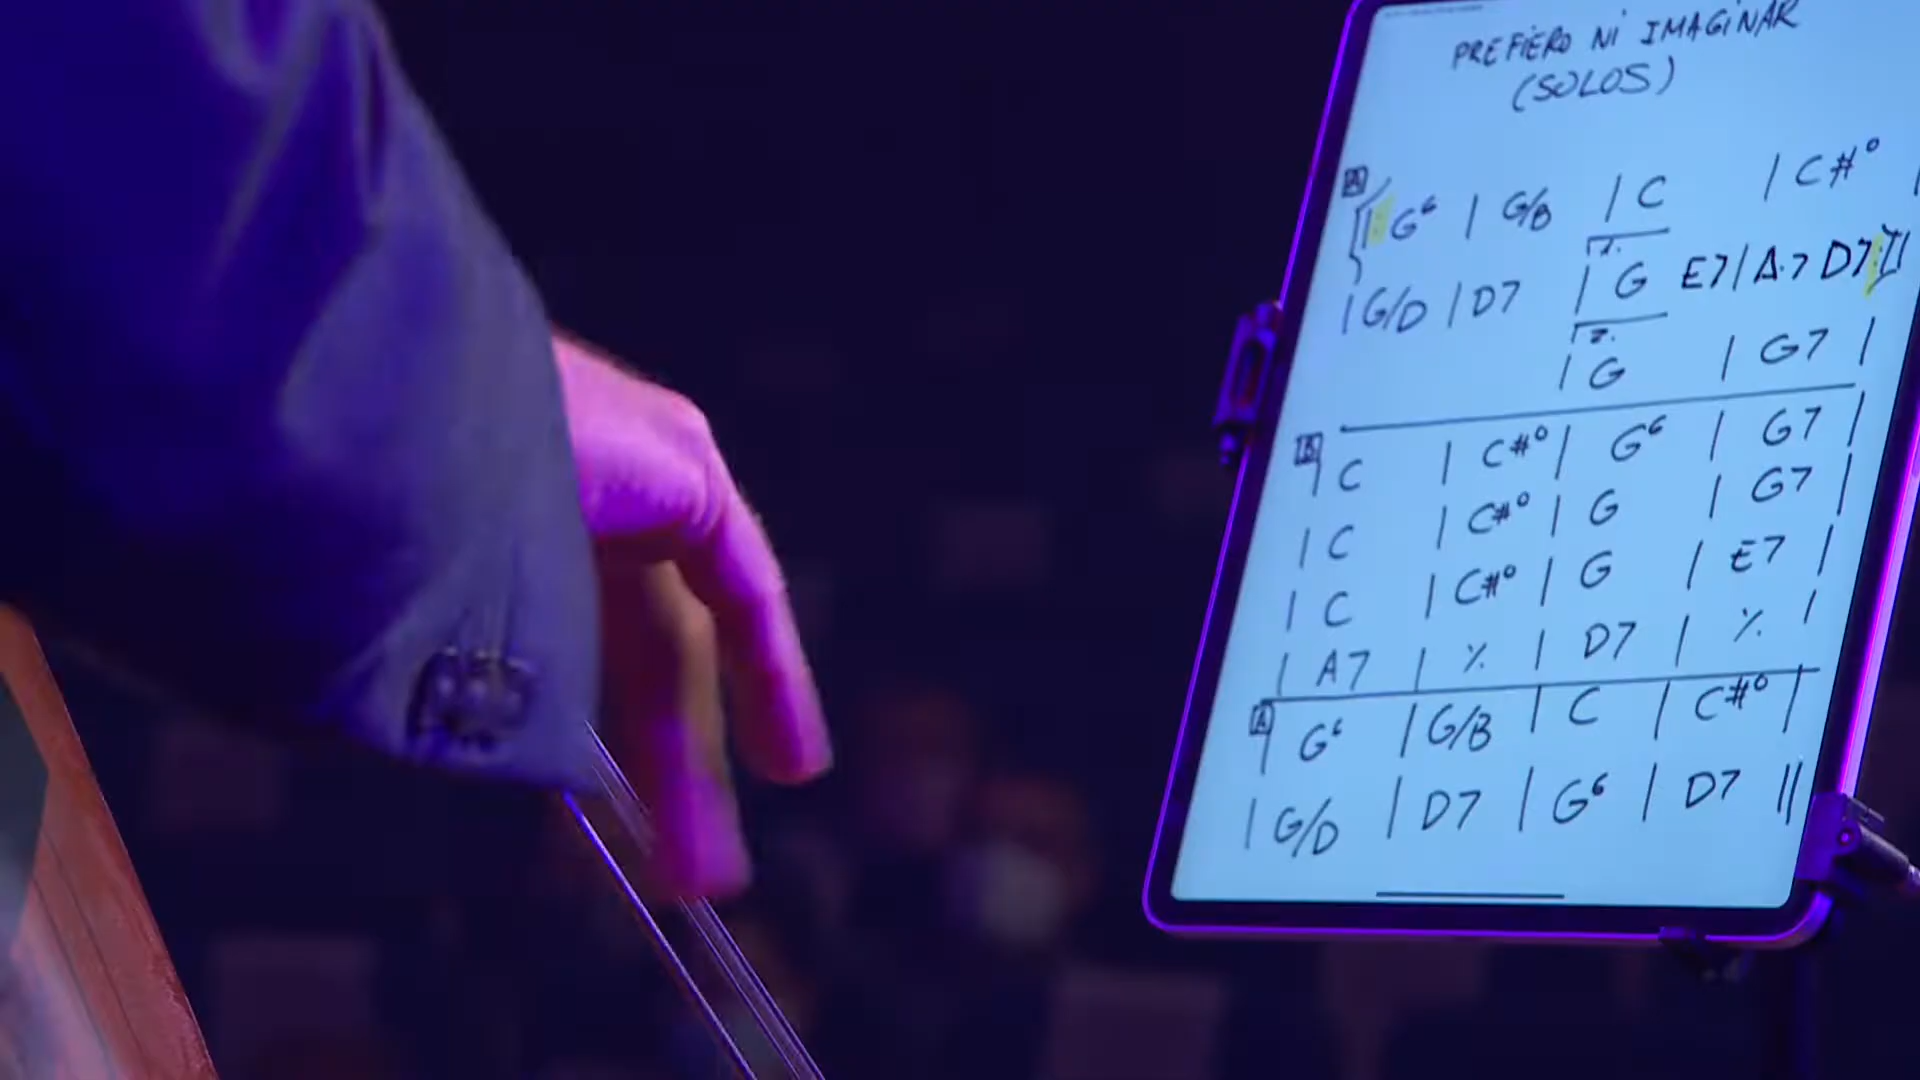 PREFIERO NI IMAGINAR
(SOLOS)
A
|: G6 | G/B | C | C#° |
1.
| G/D | D7 | G E7 | A-7 D7 :||
2.
| G | G7 |
B
| C | C#° | G6 | G7 |
| C | C#° | G | G7 |
| C | C#° | G | E7 |
| A7 | % | D7 | % |
A
| G6 | G/B | C | C#° |
| G/D | D7 | G6 | D7 ||